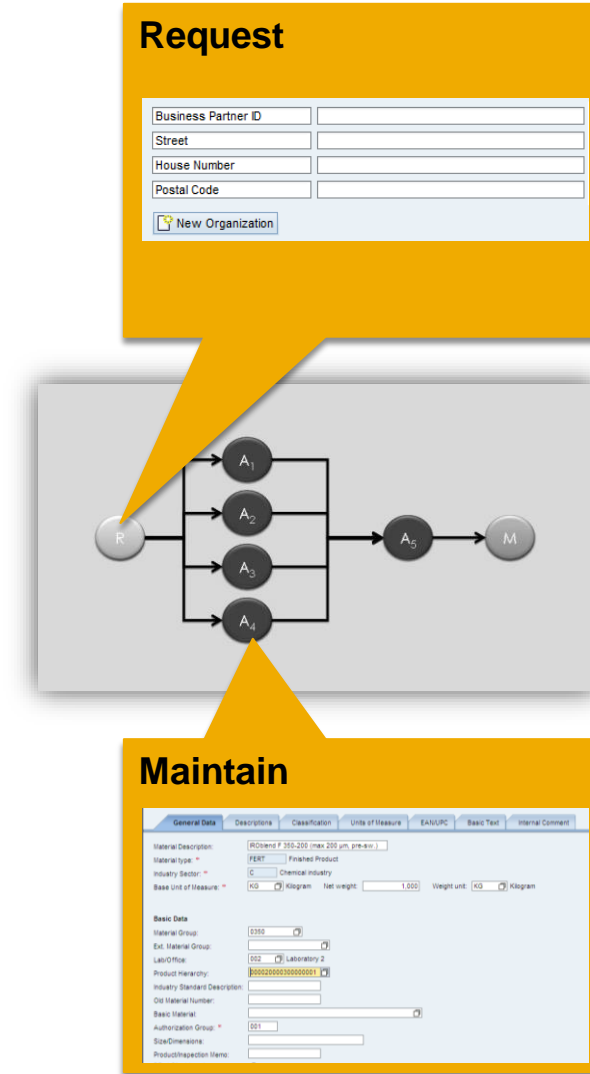 Request
Business Partner ID
Street
House Number
Postal Code
New Organization
R
A1
A2
A3
A4
A5
M
Maintain
General Data Descriptions Classification Units of Measure EAN/UPC Basic Text Internal Comment
Material Description: IROblend F 350-200 (max 200 µm, pre-sw.)
Material type: * FERT Finished Product
Industry Sector: * C Chemical industry
Base Unit of Measure: * KG Kilogram Net weight: 1,000 Weight unit: KG Kilogram
Basic Data
Material Group: 0350
Ext. Material Group:
Lab/Office: 002 Laboratory 2
Product Hierarchy: 000020000300000001
Industry Standard Description:
Old Material Number:
Basic Material:
Authorization Group: * 001
Size/Dimensions:
Product/Inspection Memo: